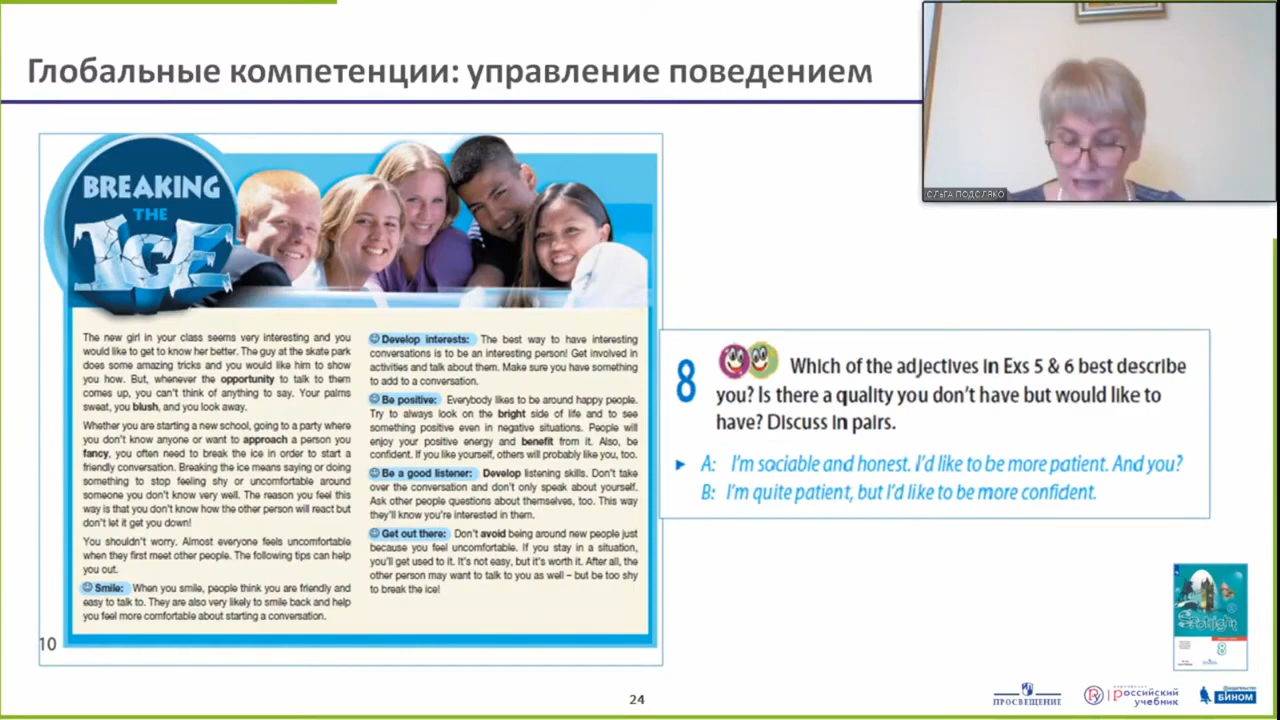 Глобальные компетенции: управление поведением
ОЛЬГА ПОДОЛЯКО
BREAKING
THE
ICE
The new girl in your class seems very interesting and you
would like to get to know her better. The guy at the skate park
does some amazing tricks and you would like him to show
you how. But, whenever the opportunity to talk to them
comes up, you can't think of anything to say. Your palms
sweat, you blush, and you look away.
Whether you are starting a new school, going to a party where
you don't know anyone or want to approach a person you
fancy, you often need to break the ice in order to start a
friendly conversation. Breaking the ice means saying or doing
something to stop feeling shy or uncomfortable around
someone you don't know very well. The reason you feel this
way is that you don't know how the other person will react but
don't let it get you down!
You shouldn't worry. Almost everyone feels uncomfortable
when they first meet other people. The following tips can help
you out.
Smile: When you smile, people think you are friendly and
easy to talk to. They are also very likely to smile back and help
you feel more comfortable about starting a conversation.
Develop interests: The best way to have interesting
conversations is to be an interesting person! Get involved in
activities and talk about them. Make sure you have something
to add to a conversation.
Be positive: Everybody likes to be around happy people.
Try to always look on the bright side of life and to see
something positive even in negative situations. People will
enjoy your positive energy and benefit from it. Also, be
confident. If you like yourself, others will probably like you, too.
Be a good listener: Develop listening skills. Don't take
over the conversation and don't only speak about yourself.
Ask other people questions about themselves, too. This way
they'll know you're interested in them.
Get out there: Don't avoid being around new people just
because you feel uncomfortable. If you stay in a situation,
you'll get used to it. It's not easy, but it's worth it. After all, the
other person may want to talk to you as well – but be too shy
to break the ice!
10
8 Which of the adjectives in Exs 5 & 6 best describe
you? Is there a quality you don't have but would like to
have? Discuss in pairs.
A: I'm sociable and honest. I'd like to be more patient. And you?
B: I'm quite patient, but I'd like to be more confident.
Spotlight
8
24
ПРОСВЕЩЕНИЕ
российский
учебник
БИНОМ